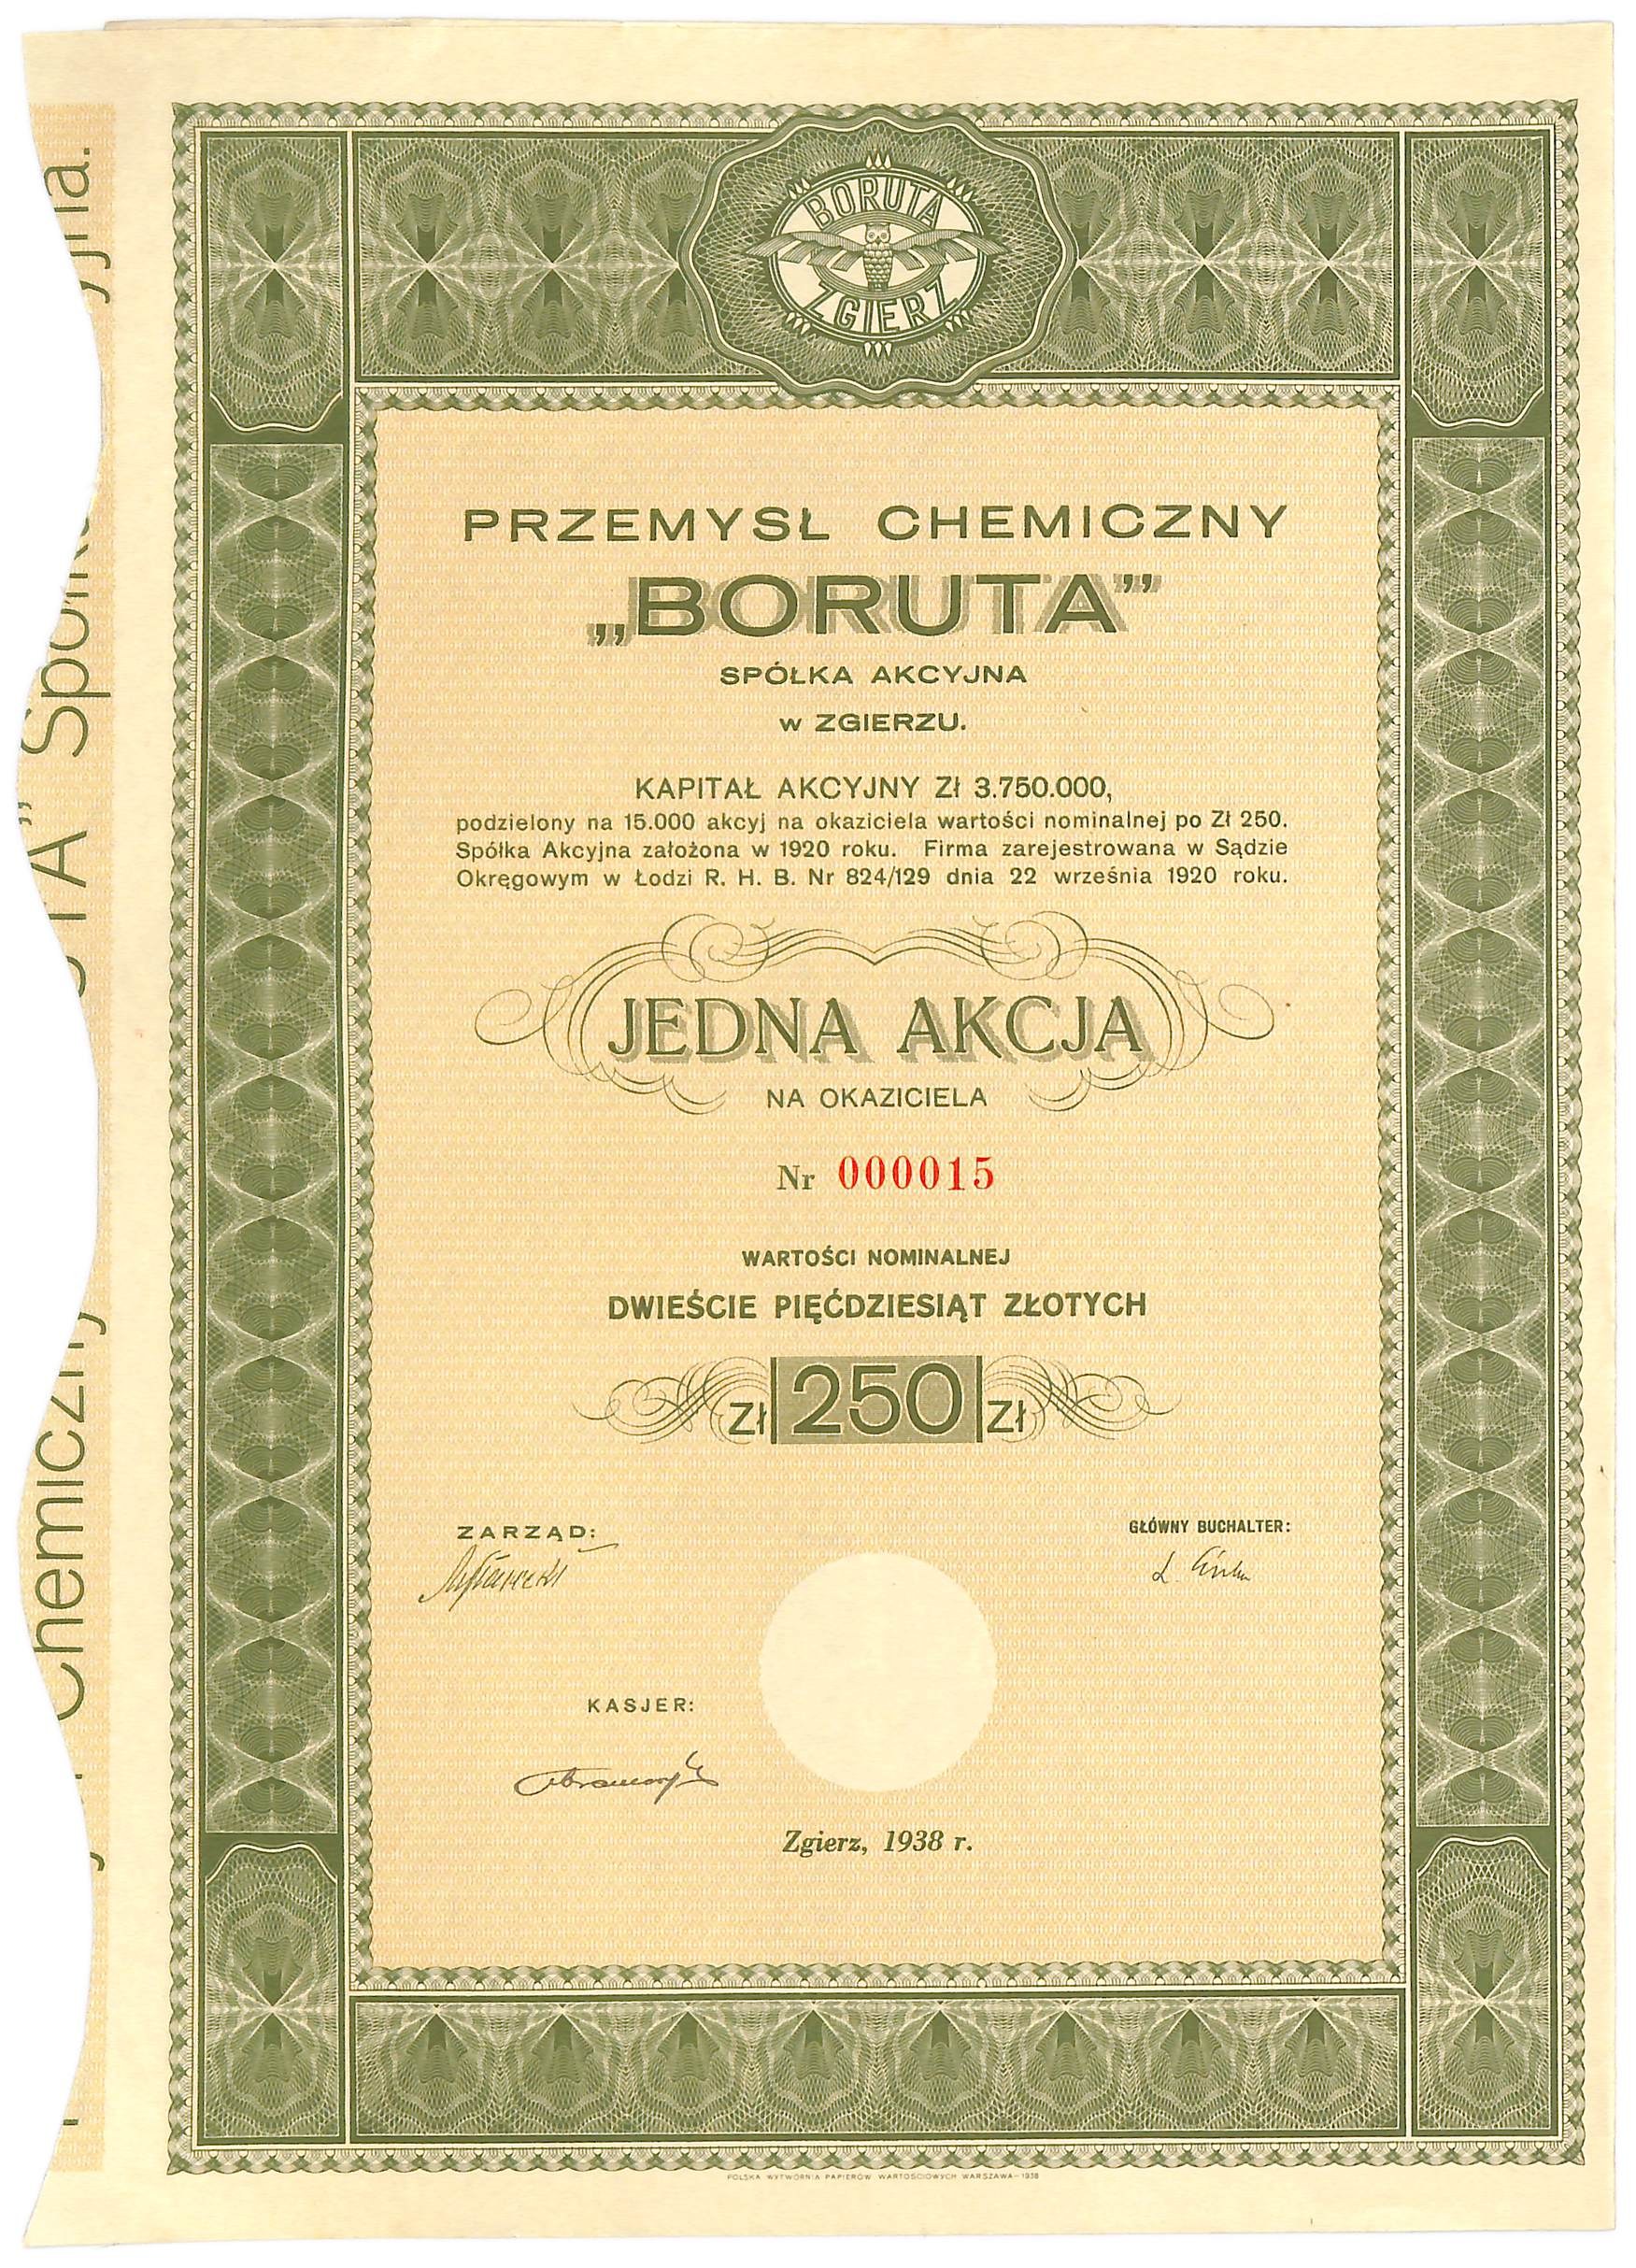 BORUTA
ZGIERZ
PRZEMYSŁ CHEMICZNY
„BORUTA”
SPÓŁKA AKCYJNA
w ZGIERZU.
KAPITAŁ AKCYJNY Zł 3.750.000,
podzielony na 15.000 akcyj na okaziciela wartości nominalnej po Zł 250.
Spółka Akcyjna założona w 1920 roku. Firma zarejestrowana w Sądzie
Okręgowym w Łodzi R. H. B. Nr 824/129 dnia 22 września 1920 roku.
JEDNA AKCJA
NA OKAZICIELA
Nr 000015
WARTOŚCI NOMINALNEJ
DWIEŚCIE PIĘĆDZIESIĄT ZŁOTYCH
Zł 250 Zł
ZARZĄD:
GŁÓWNY BUCHALTER:
KASJER:
Zgierz, 1938 r.
POLSKA WYTWÓRNIA PAPIERÓW WARTOŚCIOWYCH WARSZAWA–1938